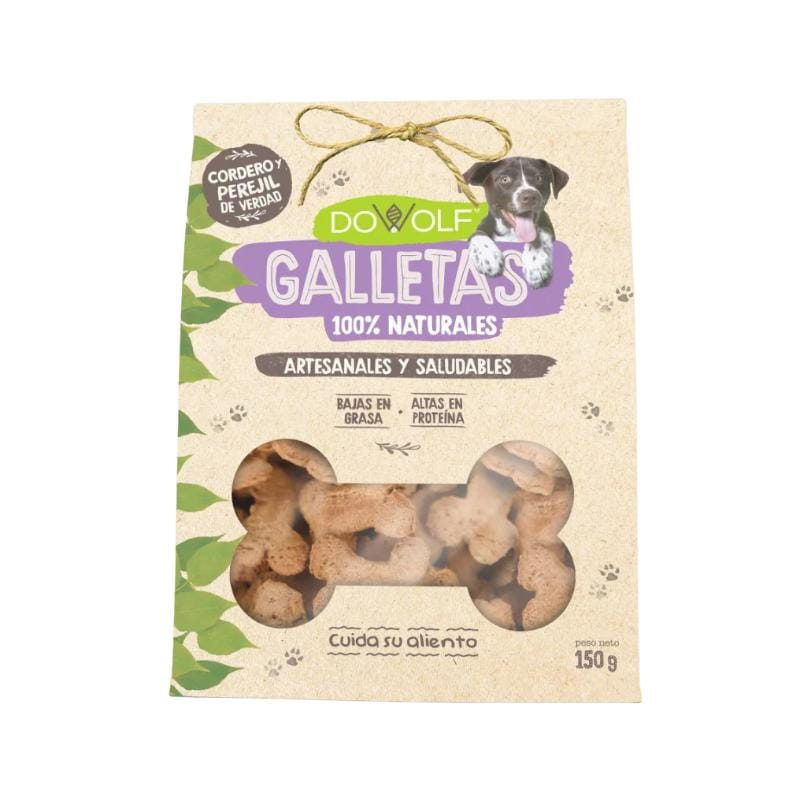 CORDERO Y
PEREJIL
DE VERDAD
DOWOLF
GALLETAS
100% NATURALES
ARTESANALES Y SALUDABLES
BAJAS EN
GRASA
·
ALTAS EN
PROTEÍNA
Cuida su aliento
peso neto
150 g